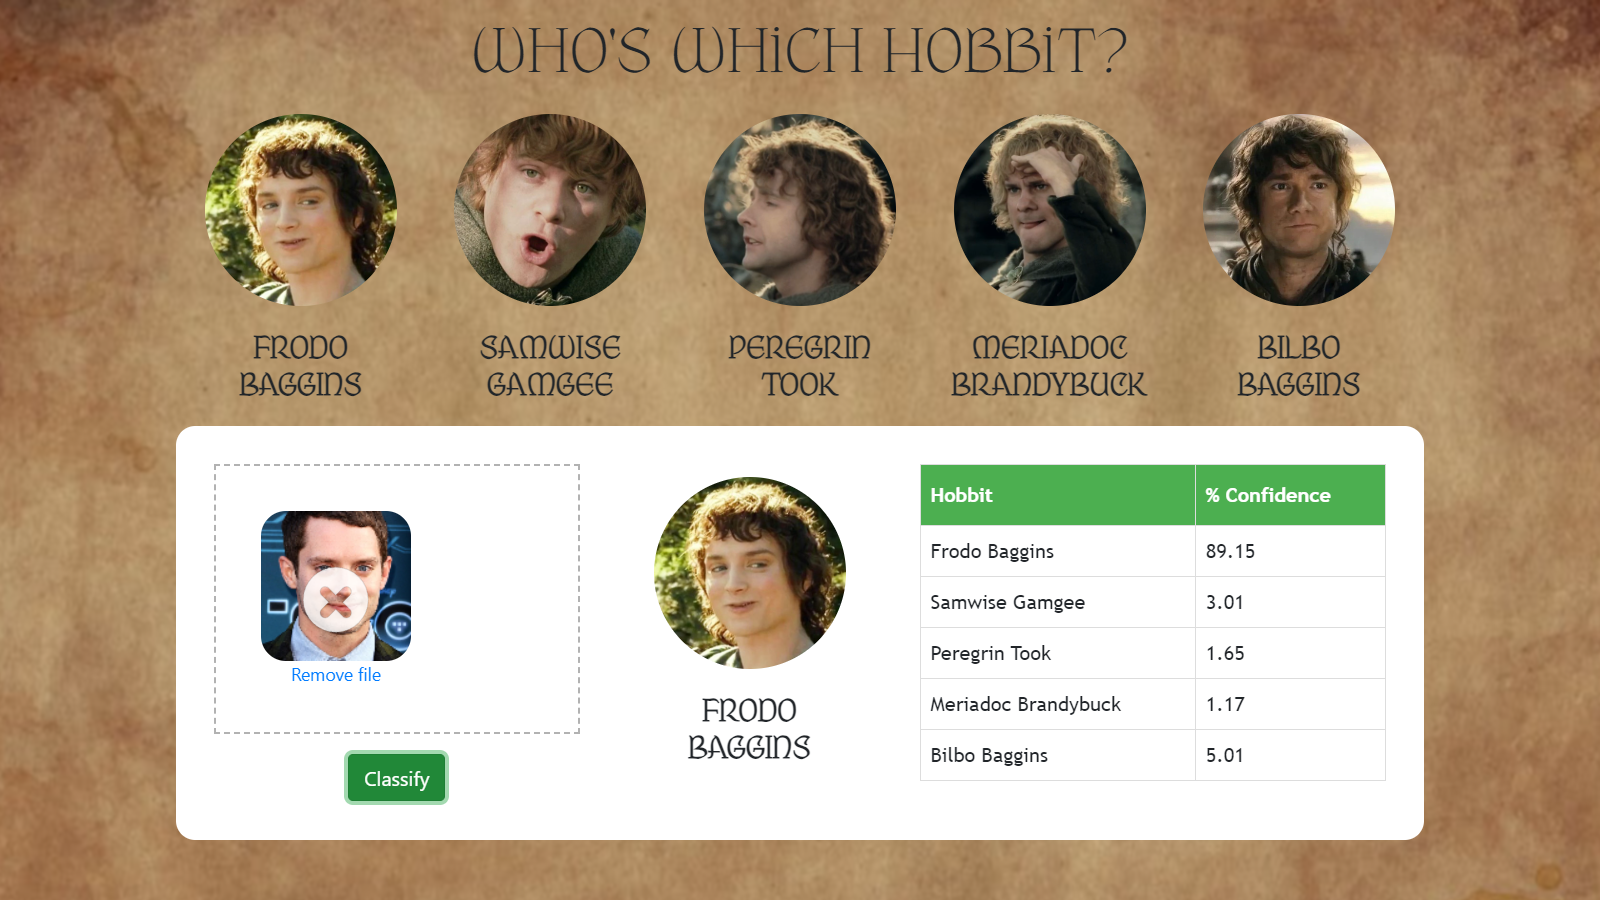 WHO'S WHiCH HOBBiT?
FRODO BAGGINS
SAMWISE GAMGEE
PEREGRIN TOOK
MERIADOC BRANDYBUCK
BILBO BAGGINS
Remove file
Classify
FRODO
BAGGINS
Hobbit % Confidence
Frodo Baggins 89.15
Samwise Gamgee 3.01
Peregrin Took 1.65
Meriadoc Brandybuck 1.17
Bilbo Baggins 5.01